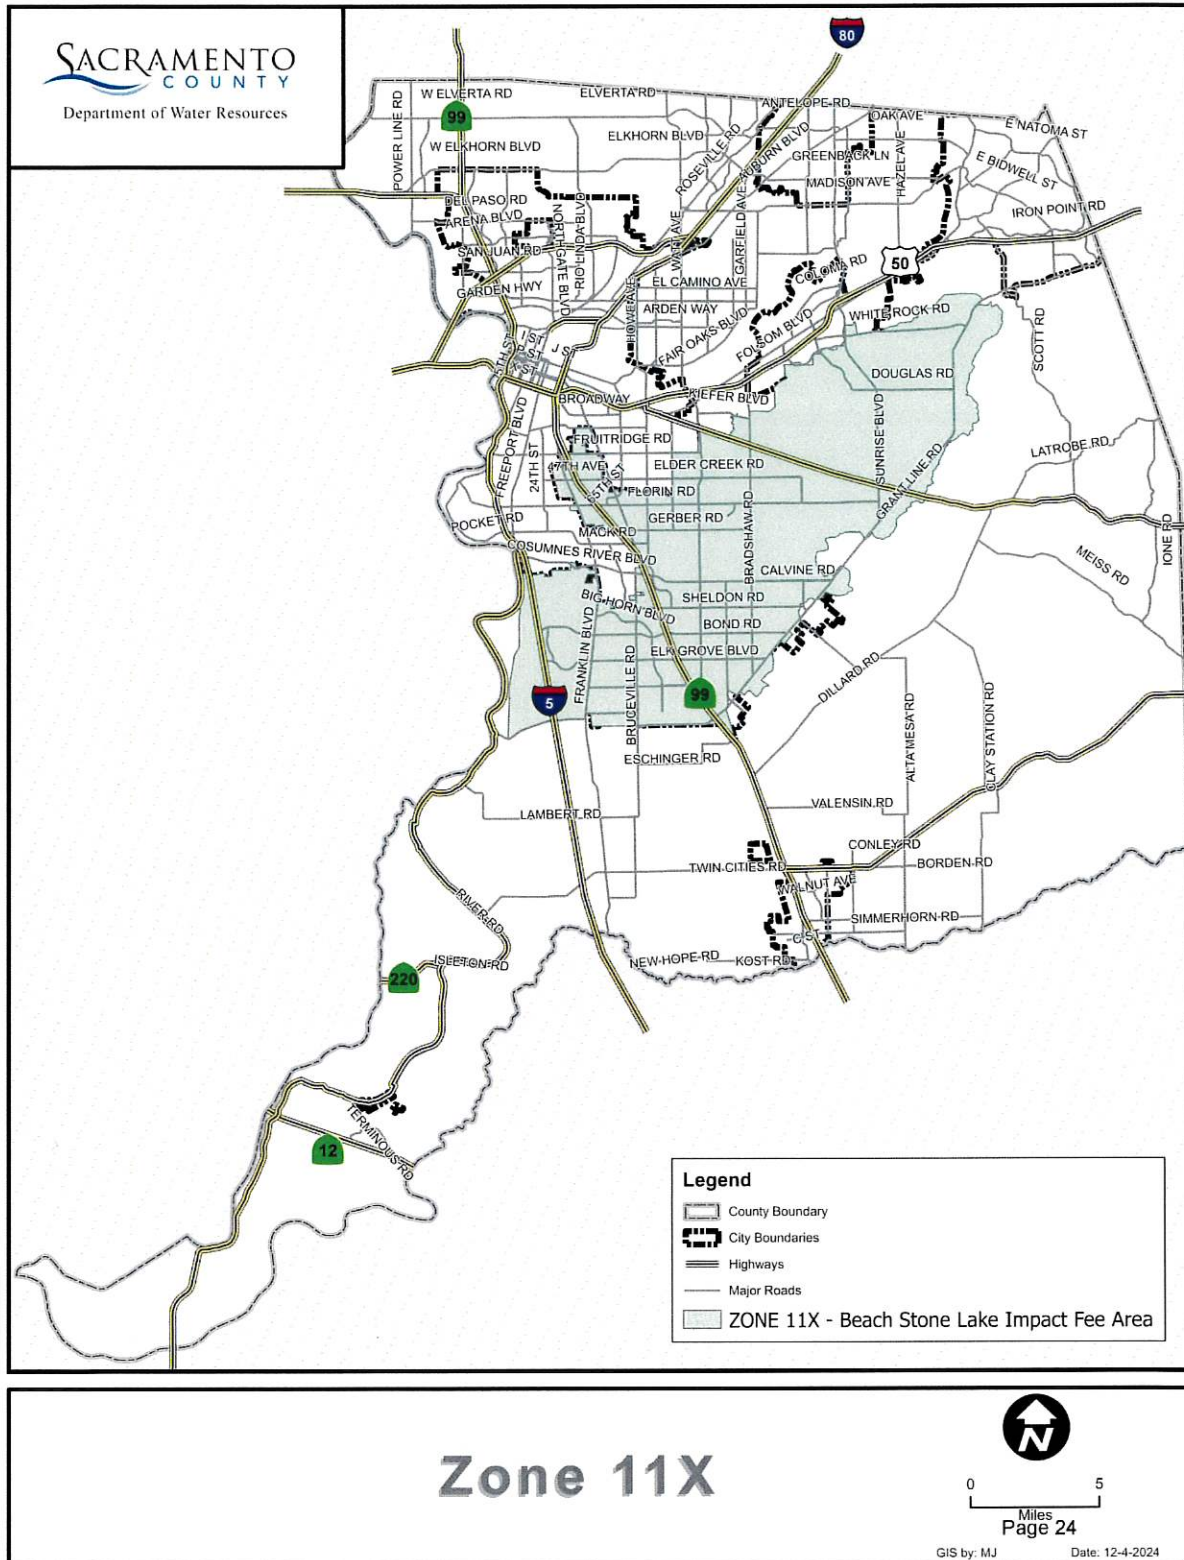 SACRAMENTO
COUNTY
Department of Water Resources
80
W ELVERTA RD
ELVERTA RD
ANTELOPE RD
OAK AVE
99
POWER LINE RD
ELKHORN BLVD
W ELKHORN BLVD
ROSEVILLE RD
AUBURN BLVD
GREENBACK LN
HAZEL AVE
E NATOMA ST
E BIDWELL ST
MADISON AVE
DEL PASO RD
ARENA BLVD
NORTHGATE BLVD
RIO LINDA BLVD
WATT AVE
GARFIELD AVE
IRON POINT RD
SAN JUAN RD
50
COLOMA RD
GARDEN HWY
EL CAMINO AVE
HOWE AVE
ARDEN WAY
FAIR OAKS BLVD
FOLSOM BLVD
WHITE ROCK RD
SCOTT RD
I ST
J ST
P ST
X ST
5TH ST
DOUGLAS RD
BROADWAY
KIEFER BLVD
FREEPORT BLVD
24TH ST
FRUITRIDGE RD
47TH AVE
65TH ST
ELDER CREEK RD
SUNRISE BLVD
GRANT LINE RD
LATROBE RD
FLORIN RD
POCKET RD
GERBER RD
MACK RD
BRADSHAW RD
IONE RD
COSUMNES RIVER BLVD
MEISS RD
CALVINE RD
BIG HORN BLVD
SHELDON RD
FRANKLIN BLVD
BOND RD
ELK GROVE BLVD
BRUCEVILLE RD
DILLARD RD
5
99
ALTA MESA RD
CLAY STATION RD
ESCHINGER RD
LAMBERT RD
VALENSIN RD
CONLEY RD
TWIN CITIES RD
BORDEN RD
WALNUT AVE
RIVER RD
SIMMERHORN RD
C ST
ISLETON RD
NEW HOPE RD
KOST RD
220
TERMINOUS RD
12
Legend
County Boundary
City Boundaries
Highways
Major Roads
ZONE 11X - Beach Stone Lake Impact Fee Area
Zone 11X
N
0 5
Miles
Page 24
GIS by: MJ Date: 12-4-2024